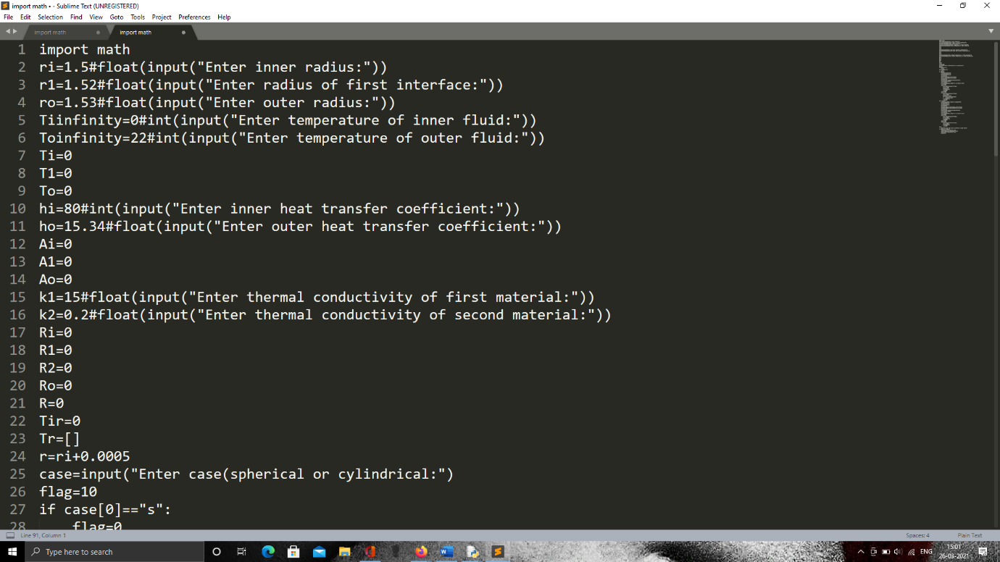 import math • - Sublime Text (UNREGISTERED)
File Edit Selection Find View Goto Tools Project Preferences Help
import math import math
1 import math
2 ri=1.5#float(input("Enter inner radius:"))
3 r1=1.52#float(input("Enter radius of first interface:"))
4 ro=1.53#float(input("Enter outer radius:"))
5 Tiinfinity=0#int(input("Enter temperature of inner fluid:"))
6 Toinfinity=22#int(input("Enter temperature of outer fluid:"))
7 Ti=0
8 T1=0
9 To=0
10 hi=80#int(input("Enter inner heat transfer coefficient:"))
11 ho=15.34#float(input("Enter outer heat transfer coefficient:"))
12 Ai=0
13 A1=0
14 Ao=0
15 k1=15#float(input("Enter thermal conductivity of first material:"))
16 k2=0.2#float(input("Enter thermal conductivity of second material:"))
17 Ri=0
18 R1=0
19 R2=0
20 Ro=0
21 R=0
22 Tir=0
23 Tr=[]
24 r=ri+0.0005
25 case=input("Enter case(spherical or cylindrical:")
26 flag=10
27 if case[0]=="s":
28 flag=0
Line 91, Column 1 Spaces: 4 Plain Text
Type here to search ENG 15:01
26-03-2021